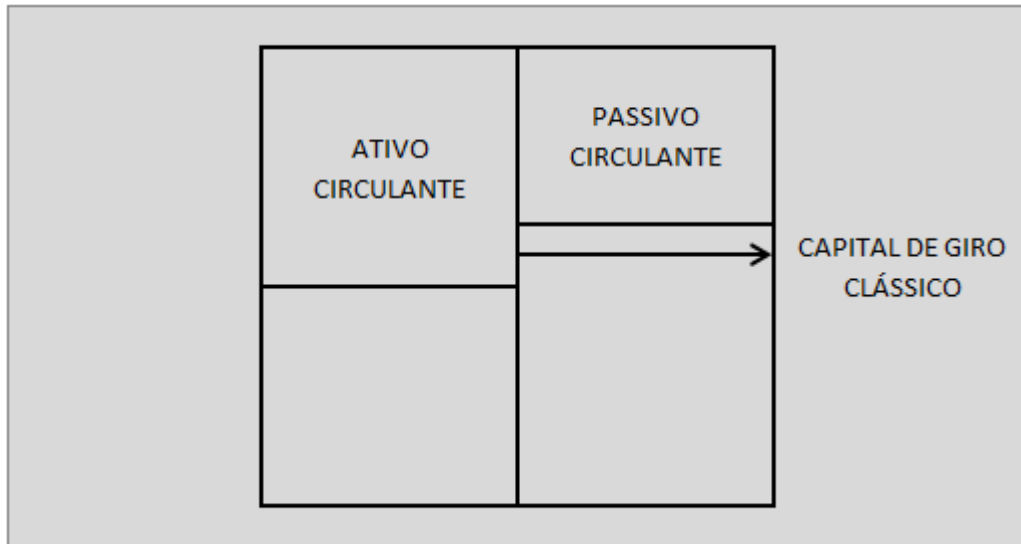 ATIVO
CIRCULANTE
PASSIVO
CIRCULANTE
CAPITAL DE GIRO
CLÁSSICO